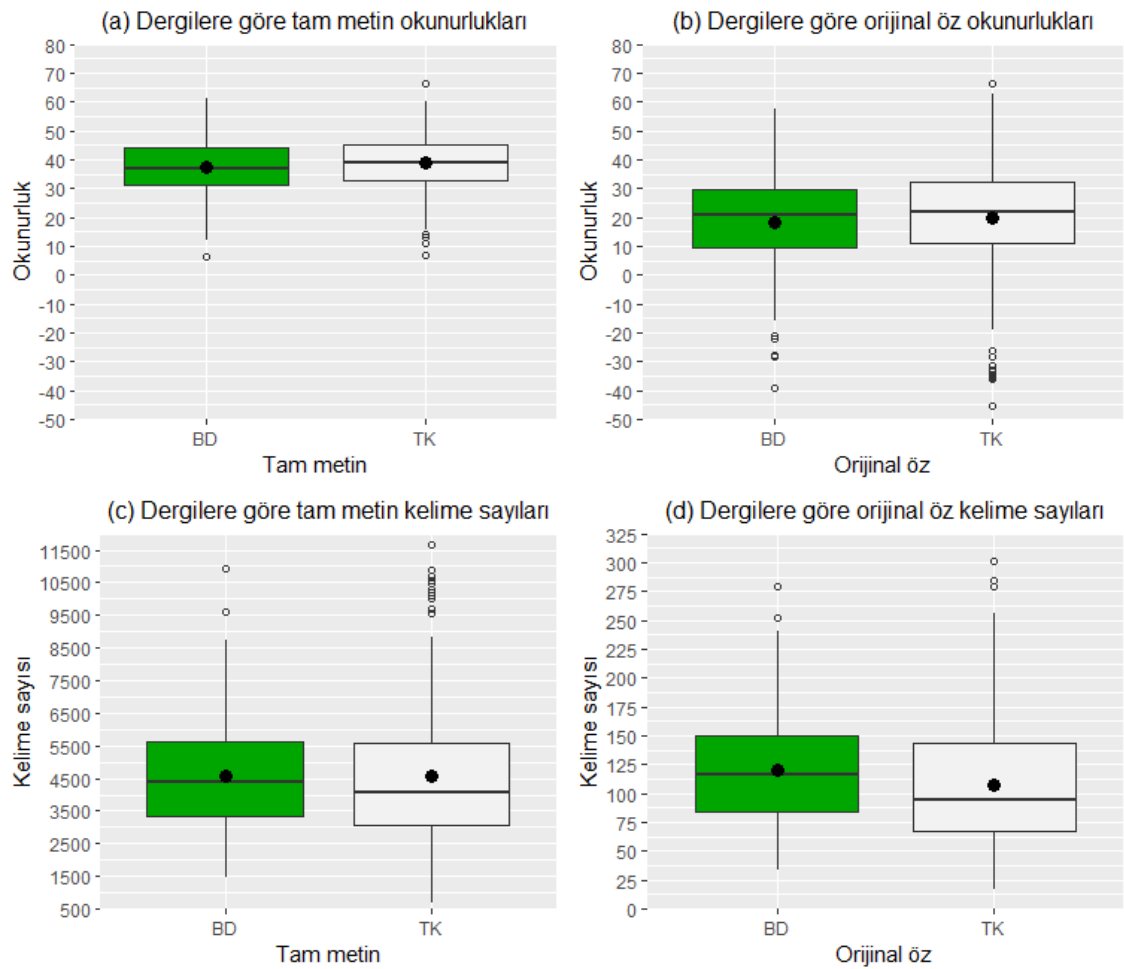 (a) Dergilere göre tam metin okunurlukları
80
70
60
50
40
30
20
10
0
-10
-20
-30
-40
-50
Okunurluk
BD
TK
Tam metin
(b) Dergilere göre orijinal öz okunurlukları
80
70
60
50
40
30
20
10
0
-10
-20
-30
-40
-50
Okunurluk
BD
TK
Orijinal öz
(c) Dergilere göre tam metin kelime sayıları
11500
10500
9500
8500
7500
6500
5500
4500
3500
2500
1500
500
Kelime sayısı
BD
TK
Tam metin
(d) Dergilere göre orijinal öz kelime sayıları
325
300
275
250
225
200
175
150
125
100
75
50
25
0
Kelime sayısı
BD
TK
Orijinal öz